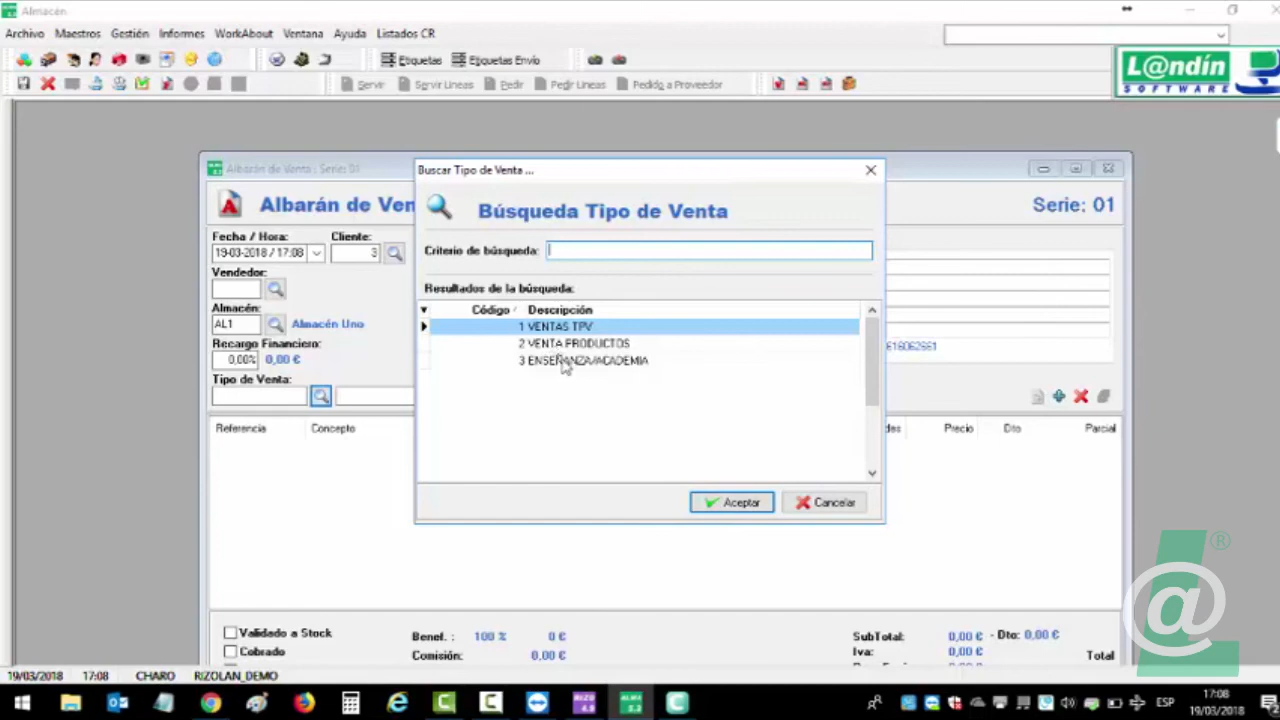 Almacén.
Archivo Maestros Gestión Informes WorkAbout Ventana Ayuda Listados CR
Etiquetas Etiquetas Envio
Servir Servir Líneas Pedir Pedir Líneas Pedido a Proveedor
L@ndín
SOFTWARE
Albarán de Venta : Serie: 01
Albarán de Ven
Serie: 01
Fecha / Hora: Cliente:
19-03-2018 / 17:08 3
Vendedor:
Almacén:
AL1 Almacén Uno
Recargo Financiero:
0,00% 0,00 €
Tipo de Venta:
Referencia Concepto des Precio Dto Parcial
Buscar Tipo de Venta ...
Búsqueda Tipo de Venta
Criterio de búsqueda:
Resultados de la búsqueda:
Código Descripción
1 VENTAS TPV
2 VENTA PRODUCTOS
3 ENSEÑANZA/ACADEMIA
Aceptar Cancelar
Validado a Stock
Cobrado
Benef. : 100 % 0 €
Comisión: 0,00 €
SubTotal: 0,00 € - Dto: 0,00 €
Iva: 0,00 €
Total
19/03/2018 17:08 CHARO RIZOLAN_DEMO
ESP
17:08
19/03/2018